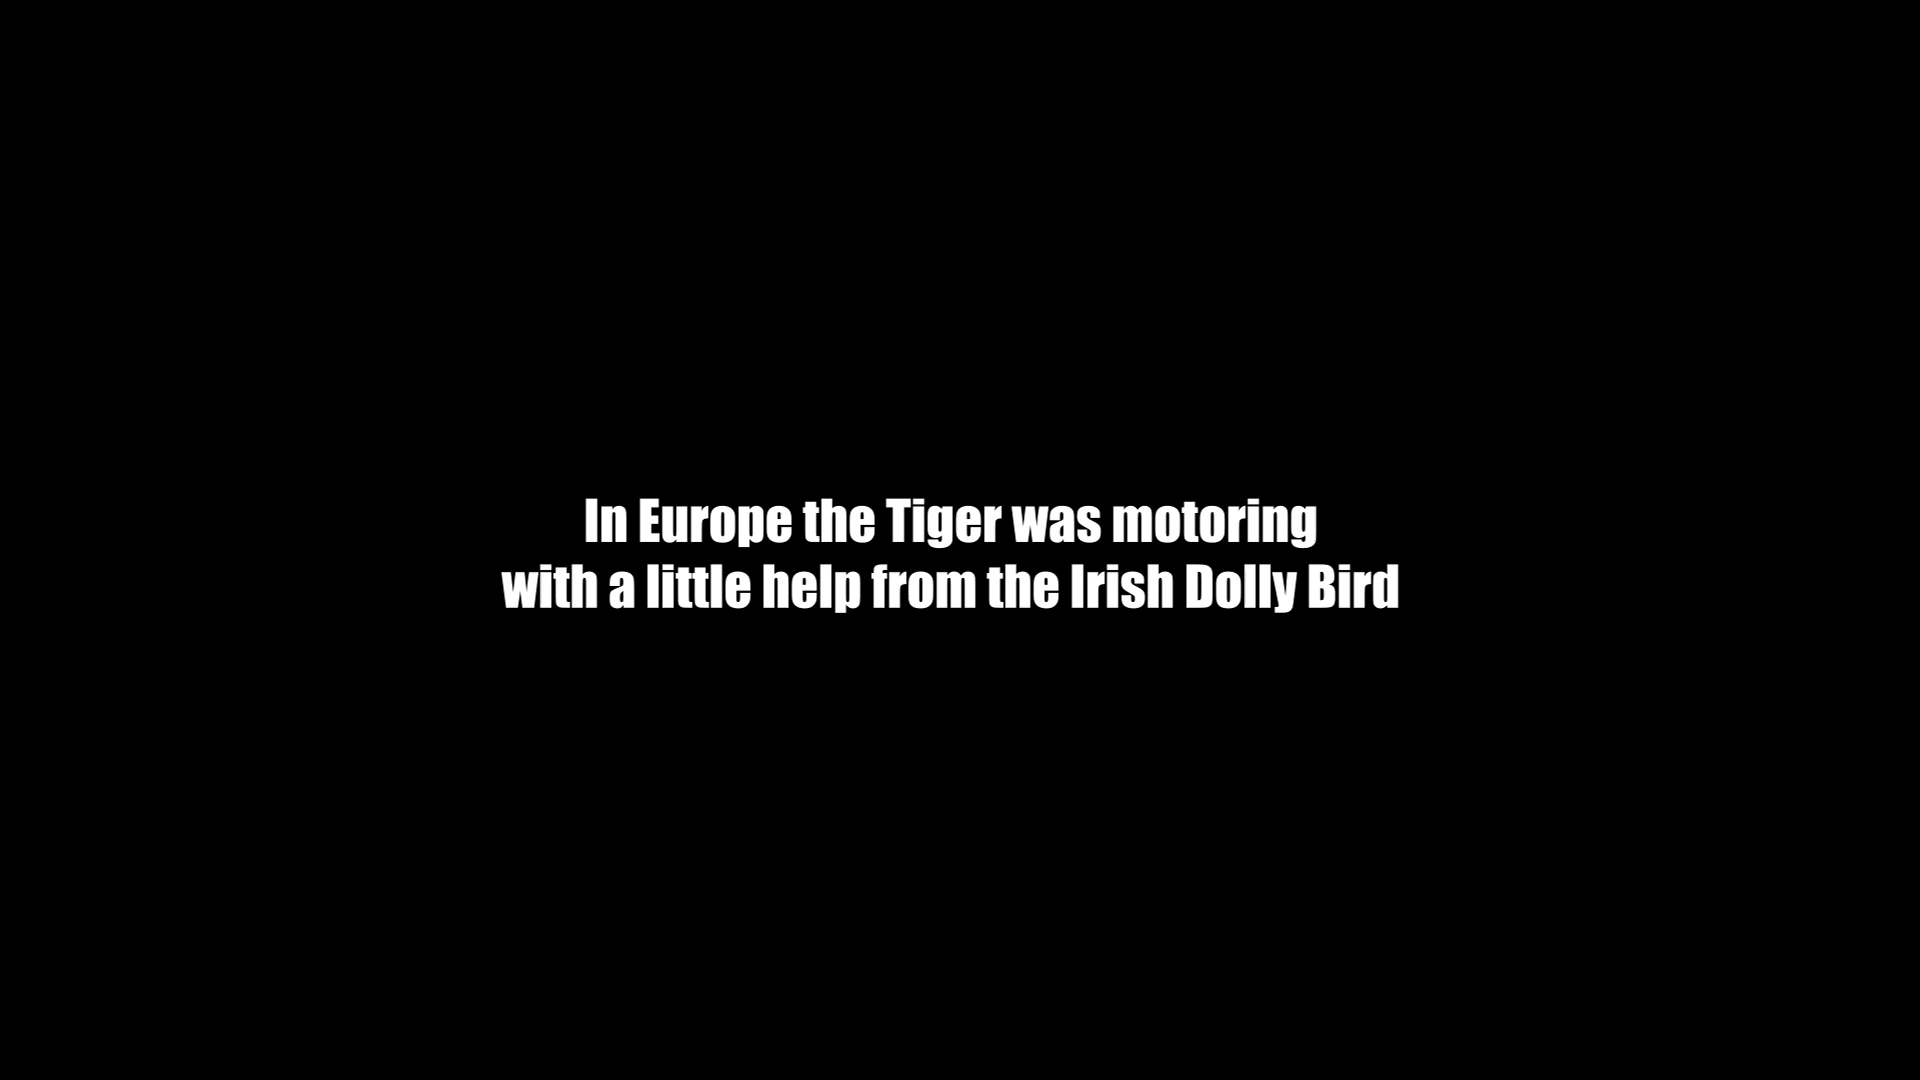 In Europe the Tiger was motoring
with a little help from the Irish Dolly Bird